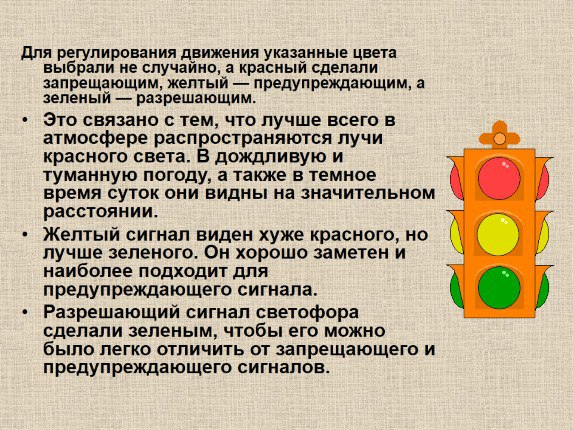 Для регулирования движения указанные цвета
выбрали не случайно, а красный сделали
запрещающим, желтый — предупреждающим, а
зеленый — разрешающим.
• Это связано с тем, что лучше всего в
атмосфере распространяются лучи
красного света. В дождливую и
туманную погоду, а также в темное
время суток они видны на значительном
расстоянии.
• Желтый сигнал виден хуже красного, но
лучше зеленого. Он хорошо заметен и
наиболее подходит для
предупреждающего сигнала.
• Разрешающий сигнал светофора
сделали зеленым, чтобы его можно
было легко отличить от запрещающего и
предупреждающего сигналов.